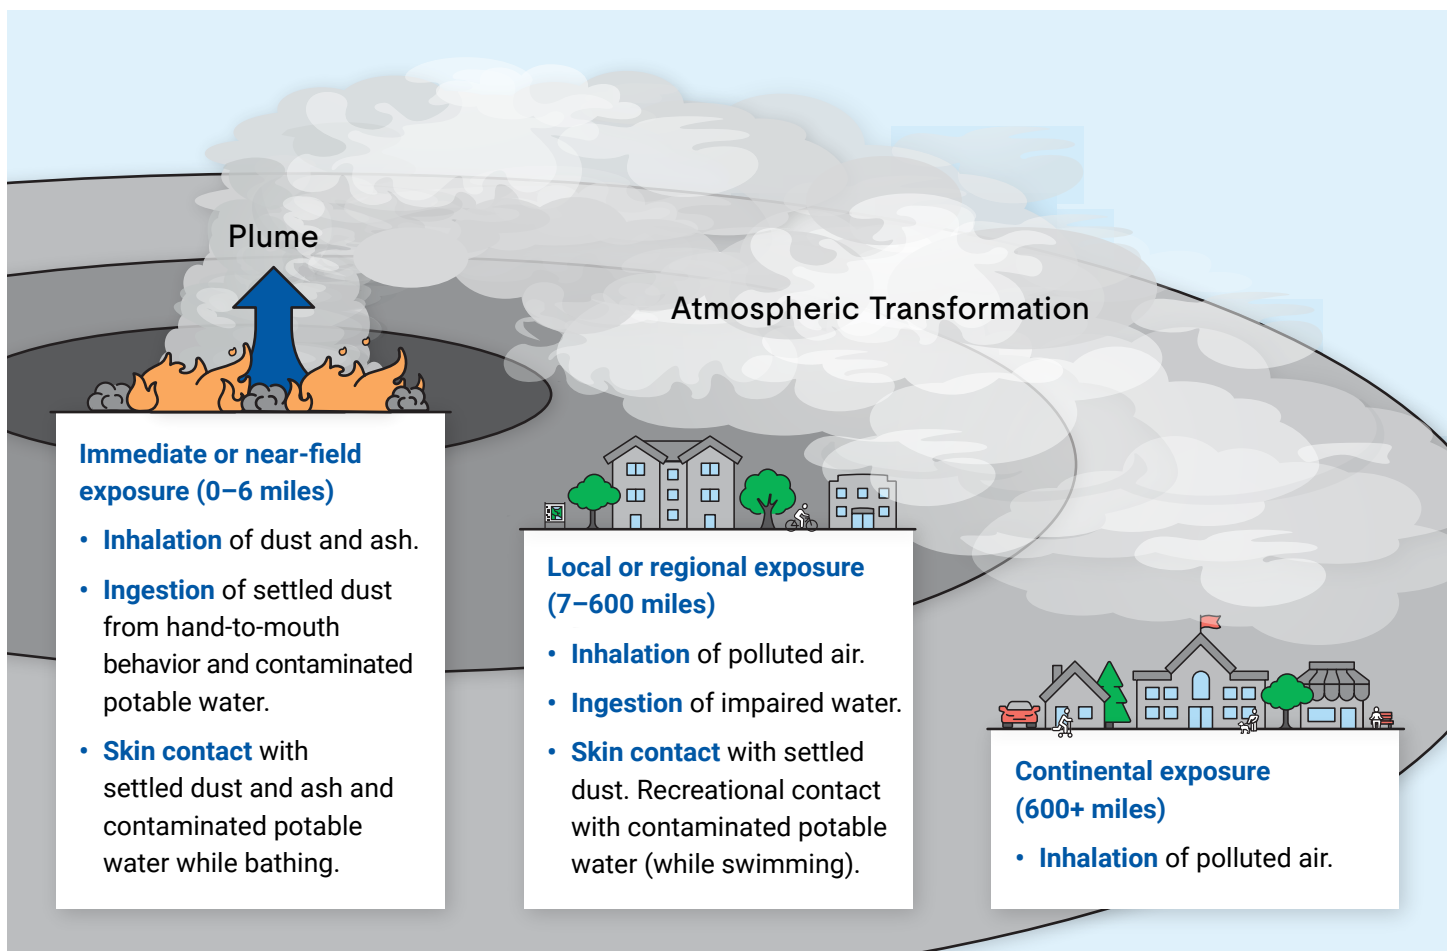 Plume
Atmospheric Transformation
Immediate or near-field
exposure (0–6 miles)
• Inhalation of dust and ash.
• Ingestion of settled dust
from hand-to-mouth
behavior and contaminated
potable water.
• Skin contact with
settled dust and ash and
contaminated potable
water while bathing.
Local or regional exposure
(7–600 miles)
• Inhalation of polluted air.
• Ingestion of impaired water.
• Skin contact with settled
dust. Recreational contact
with contaminated potable
water (while swimming).
Continental exposure
(600+ miles)
• Inhalation of polluted air.